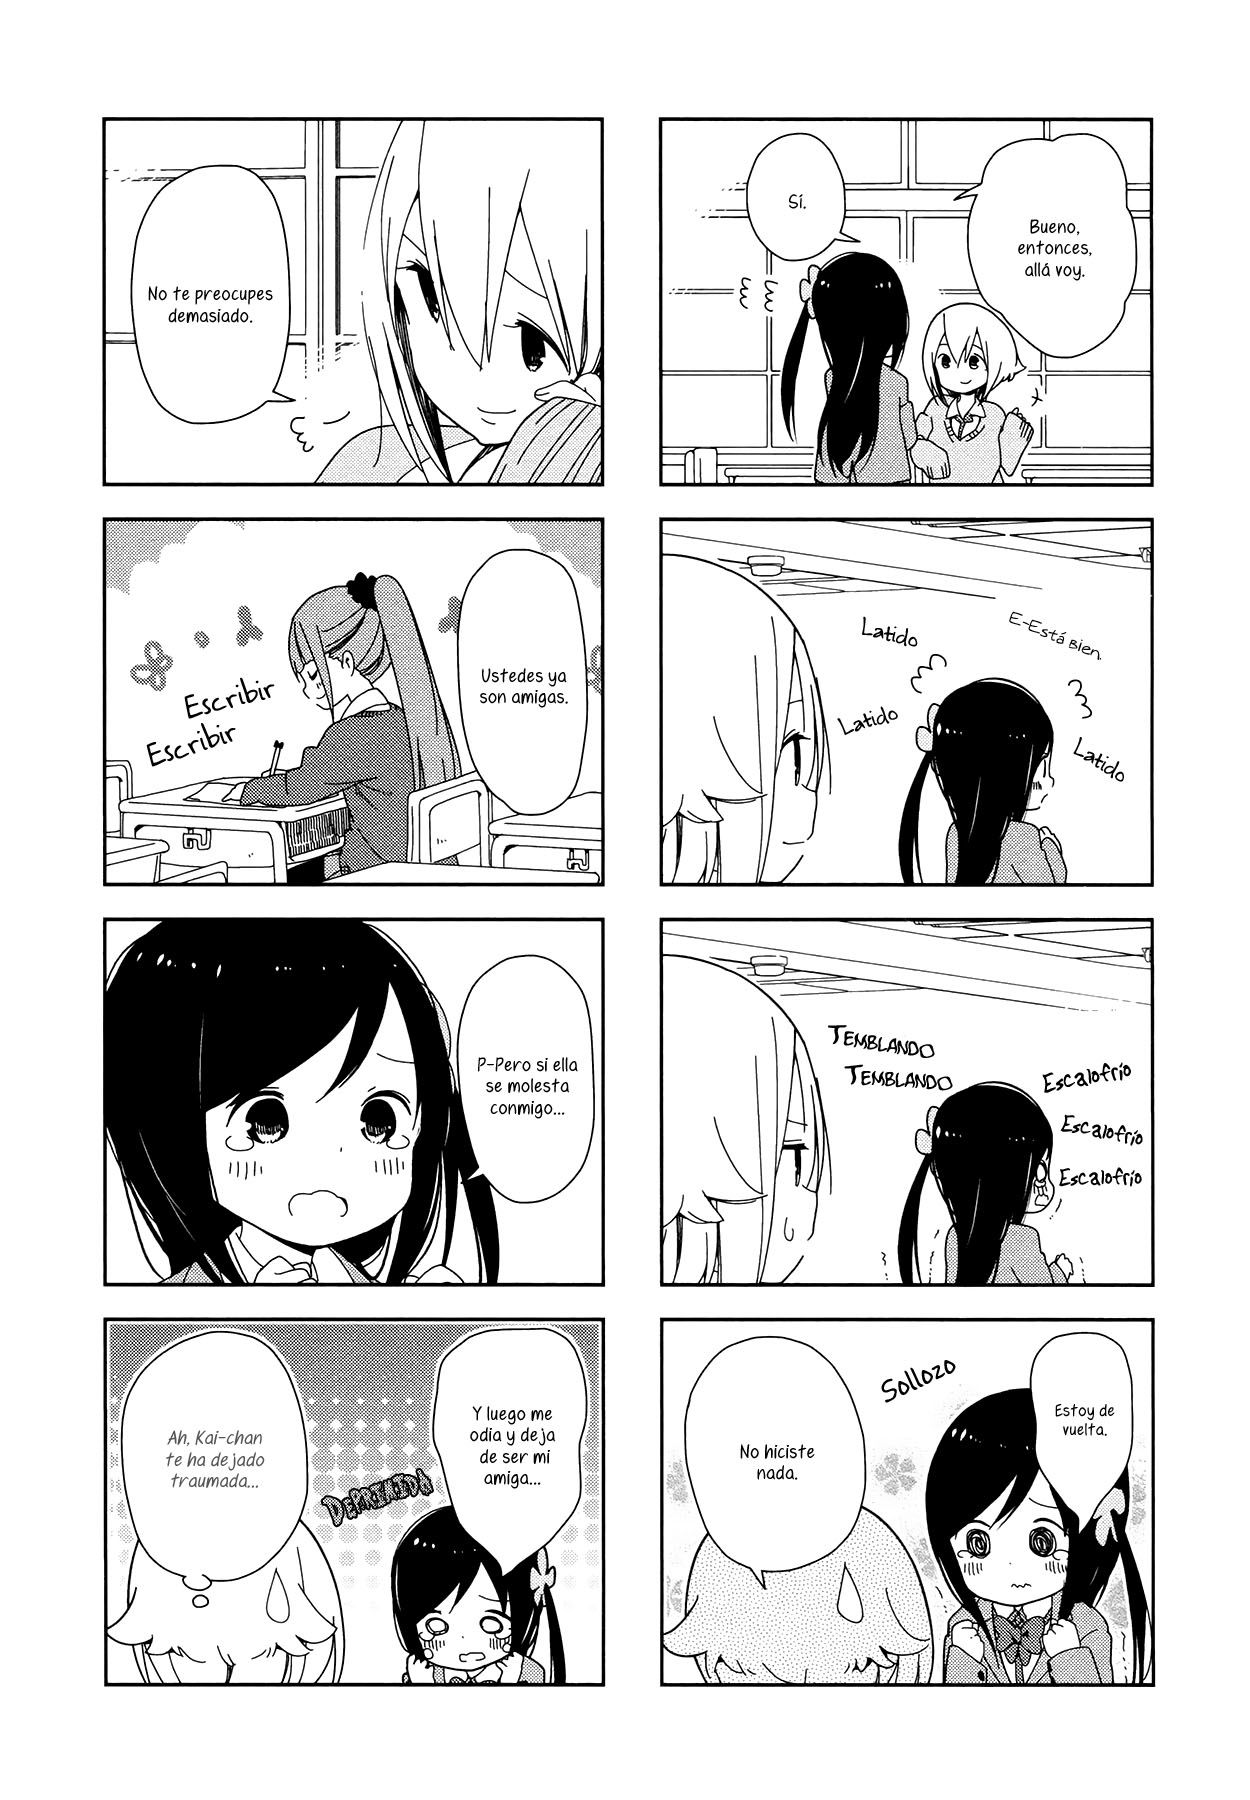 Bueno,
entonces,
allá voy.
Sí.
E-Está bien.
Latido
Latido
Latido
Temblando
Temblando
Escalofrío
Escalofrío
Escalofrío
Estoy de
vuelta.
Sollozo
No hiciste
nada.
No te preocupes
demasiado.
Ustedes ya
son amigas.
Escribir
Escribir
P-Pero si ella
se molesta
conmigo...
Y luego me
odia y deja
de ser mi
amiga...
Deprimida
Ah, Kai-chan
te ha dejado
traumada...